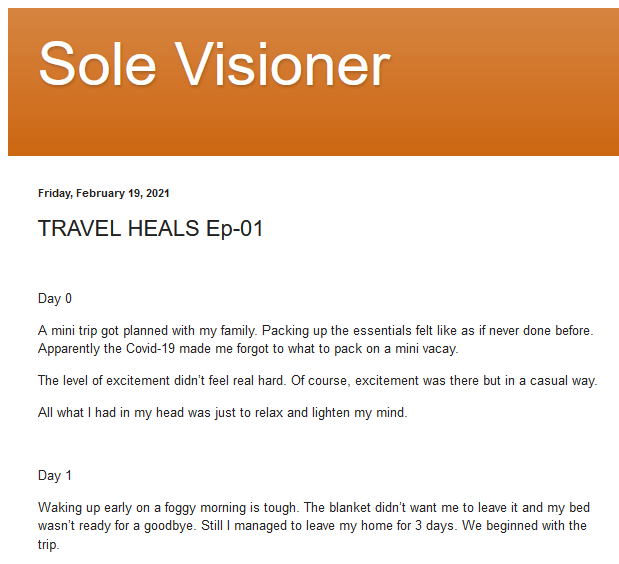 Sole Visioner
Friday, February 19, 2021
TRAVEL HEALS Ep-01
Day 0
A mini trip got planned with my family. Packing up the essentials felt like as if never done before.
Apparently the Covid-19 made me forgot to what to pack on a mini vacay.
The level of excitement didn’t feel real hard. Of course, excitement was there but in a casual way.
All what I had in my head was just to relax and lighten my mind.
Day 1
Waking up early on a foggy morning is tough. The blanket didn’t want me to leave it and my bed
wasn’t ready for a goodbye. Still I managed to leave my home for 3 days. We beginned with the
trip.